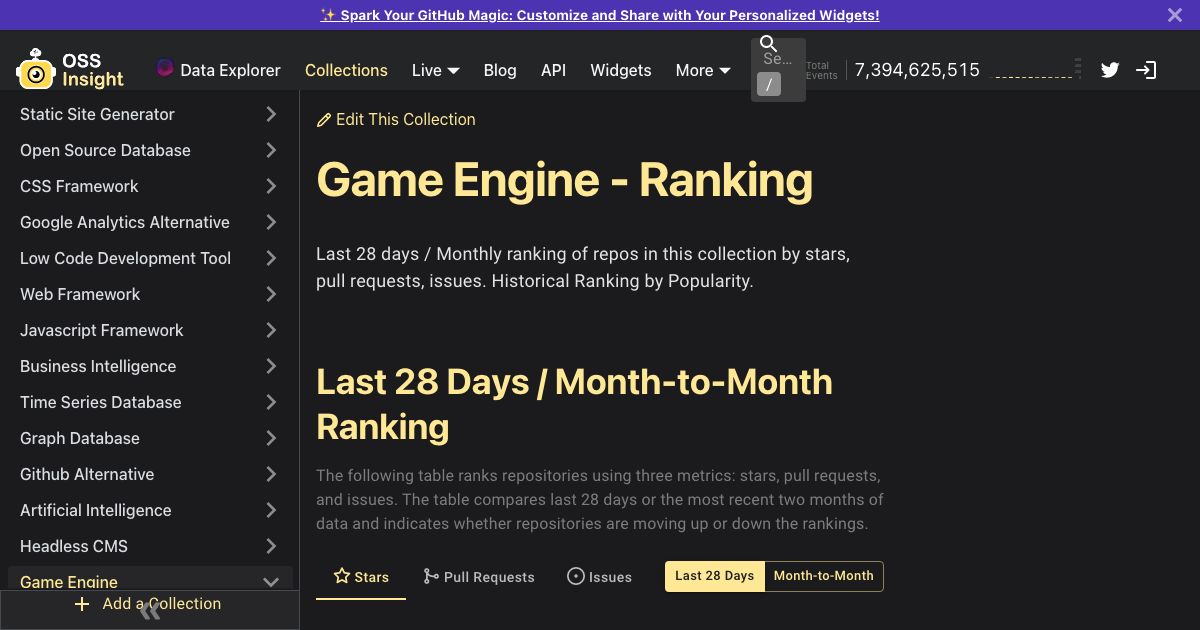 ✨ Spark Your GitHub Magic: Customize and Share with Your Personalized Widgets!
OSS Insight
Data Explorer
Collections
Live
Blog
API
Widgets
More
Se...
/
Total Events
7,394,625,515
Static Site Generator
Open Source Database
CSS Framework
Google Analytics Alternative
Low Code Development Tool
Web Framework
Javascript Framework
Business Intelligence
Time Series Database
Graph Database
Github Alternative
Artificial Intelligence
Headless CMS
Game Engine
Add a Collection
Edit This Collection
Game Engine - Ranking
Last 28 days / Monthly ranking of repos in this collection by stars,
pull requests, issues. Historical Ranking by Popularity.
Last 28 Days / Month-to-Month
Ranking
The following table ranks repositories using three metrics: stars, pull requests,
and issues. The table compares last 28 days or the most recent two months of
data and indicates whether repositories are moving up or down the rankings.
Stars
Pull Requests
Issues
Last 28 Days
Month-to-Month